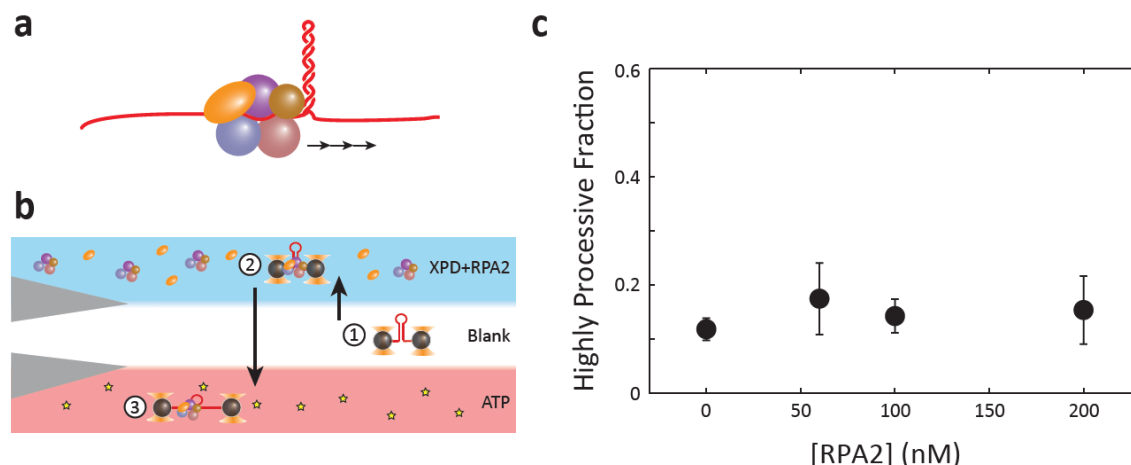 a
b
②
XPD+RPA2
①
Blank
③
ATP
c
Highly Processive Fraction
0.6
0.4
0.2
0
0
50
100
150
200
[RPA2] (nM)